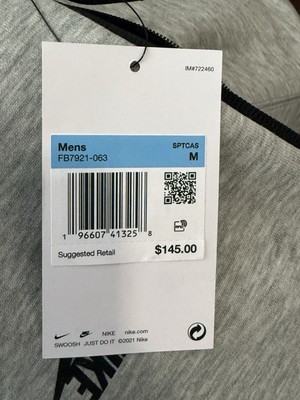 IM#722460
Mens SPTCAS
FB7921-063 M
1 96607 41325 8
Suggested Retail $145.00
NIKE nike.com
SWOOSH JUST DO IT ©2021 Nike
NIKE